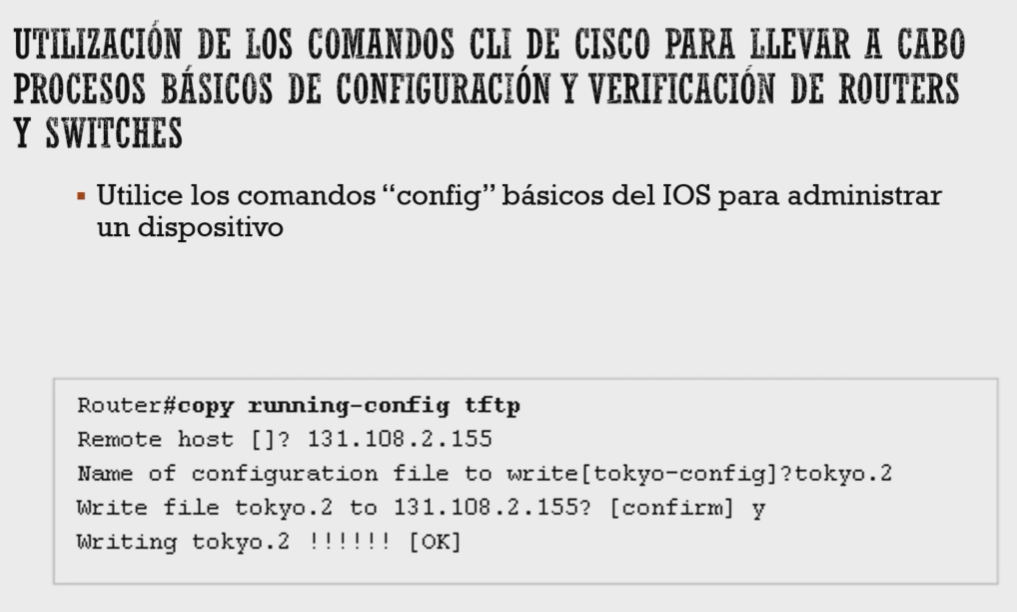 UTILIZACIÓN DE LOS COMANDOS CLI DE CISCO PARA LLEVAR A CABO
PROCESOS BÁSICOS DE CONFIGURACIÓN Y VERIFICACIÓN DE ROUTERS
Y SWITCHES
▪ Utilice los comandos “config” básicos del IOS para administrar
un dispositivo
Router#copy running-config tftp
Remote host []? 131.108.2.155
Name of configuration file to write[tokyo-config]?tokyo.2
Write file tokyo.2 to 131.108.2.155? [confirm] y
Writing tokyo.2 !!!!!! [OK]